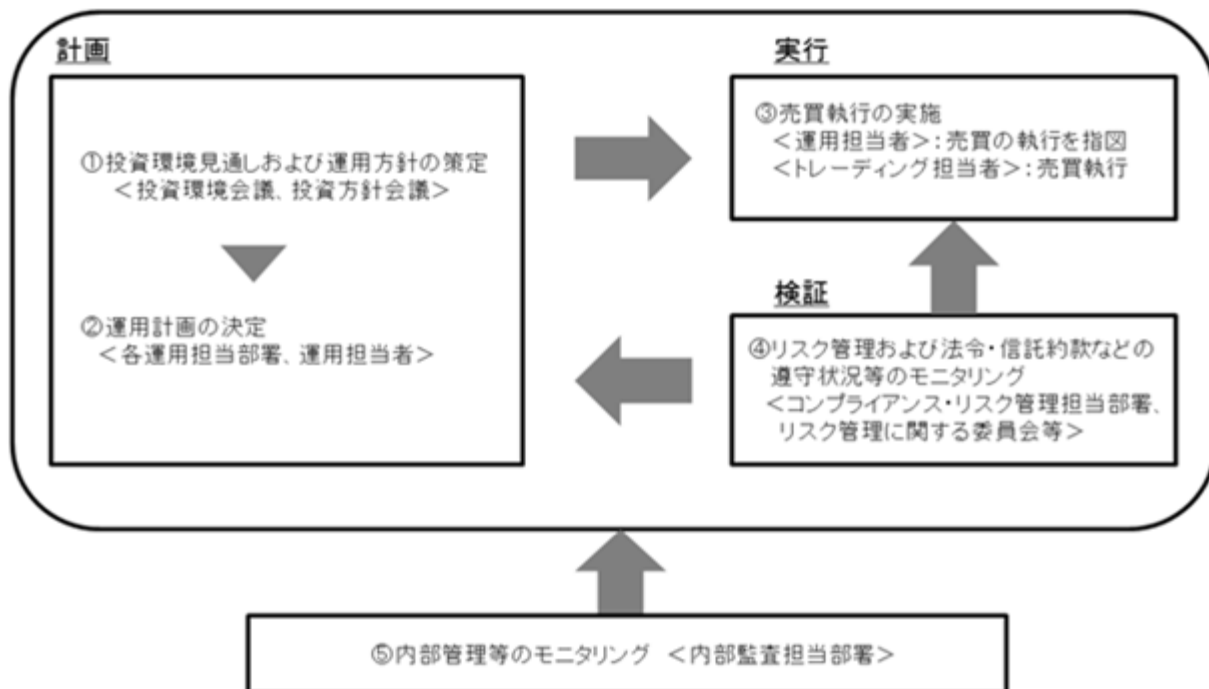 計画
①投資環境見通しおよび運用方針の策定
＜投資環境会議、投資方針会議＞
②運用計画の決定
＜各運用担当部署、運用担当者＞
実行
③売買執行の実施
＜運用担当者＞：売買の執行を指図
＜トレーディング担当者＞：売買執行
検証
④リスク管理および法令・信託約款などの
遵守状況等のモニタリング
＜コンプライアンス・リスク管理担当部署、
リスク管理に関する委員会等＞
⑤内部管理等のモニタリング ＜内部監査担当部署＞